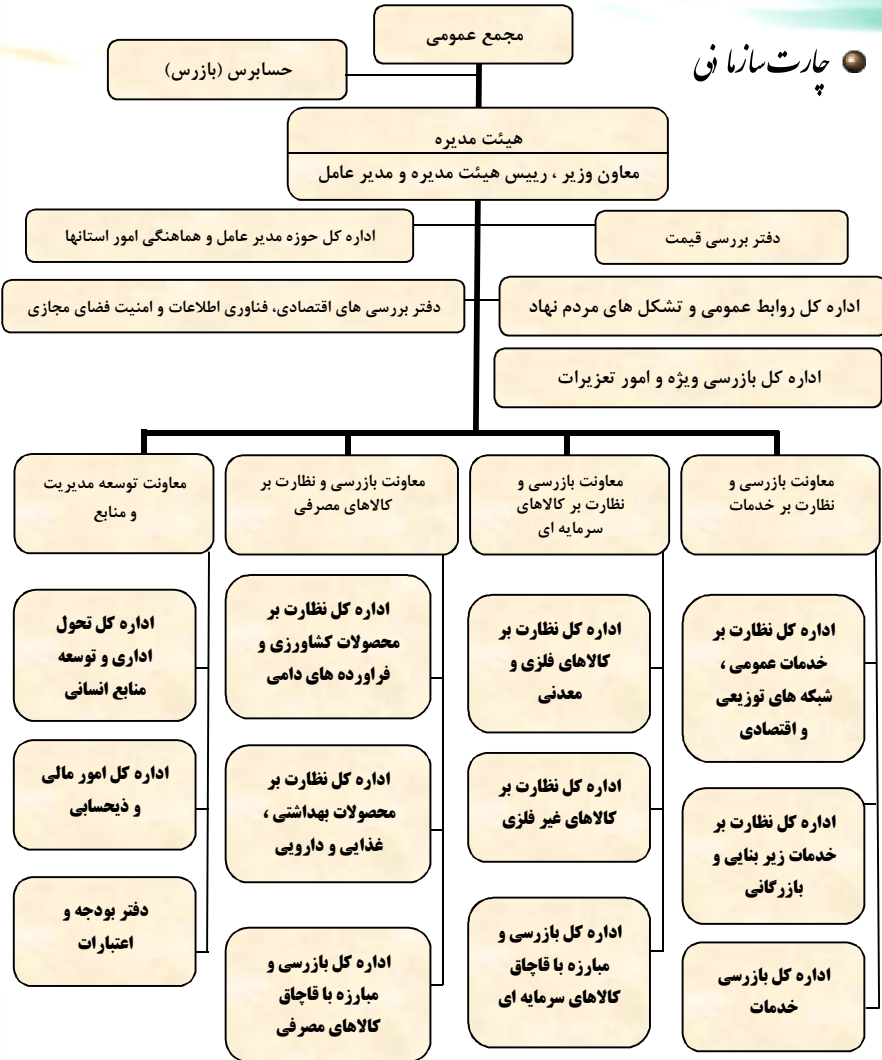 چارت سازمانی
مجمع عمومی
حسابرس (بازرس)
هیئت مدیره
معاون وزیر ، رییس هیئت مدیره و مدیر عامل
دفتر بررسی قیمت
اداره کل حوزه مدیر عامل و هماهنگی امور استانها
اداره کل روابط عمومی و تشکل های مردم نهاد
دفتر بررسی های اقتصادی، فناوری اطلاعات و امنیت فضای مجازی
اداره کل بازرسی ویژه و امور تعزیرات
معاونت بازرسی و
نظارت بر خدمات
اداره کل نظارت بر
خدمات عمومی ،
شبکه های توزیعی
و اقتصادی
اداره کل نظارت بر
خدمات زیر بنایی و
بازرگانی
اداره کل بازرسی
خدمات
معاونت بازرسی و
نظارت بر کالاهای
سرمایه ای
اداره کل نظارت بر
کالاهای فلزی و
معدنی
اداره کل نظارت بر
کالاهای غیر فلزی
اداره کل بازرسی و
مبارزه با قاچاق
کالاهای سرمایه ای
معاونت بازرسی و نظارت بر
کالاهای مصرفی
اداره کل نظارت بر
محصولات کشاورزی و
فراورده های دامی
اداره کل نظارت بر
محصولات بهداشتی ،
غذایی و دارویی
اداره کل بازرسی و
مبارزه با قاچاق
کالاهای مصرفی
معاونت توسعه مدیریت
و منابع
اداره کل تحول
اداری و توسعه
منابع انسانی
اداره کل امور مالی
و ذیحسابی
دفتر بودجه و
اعتبارات